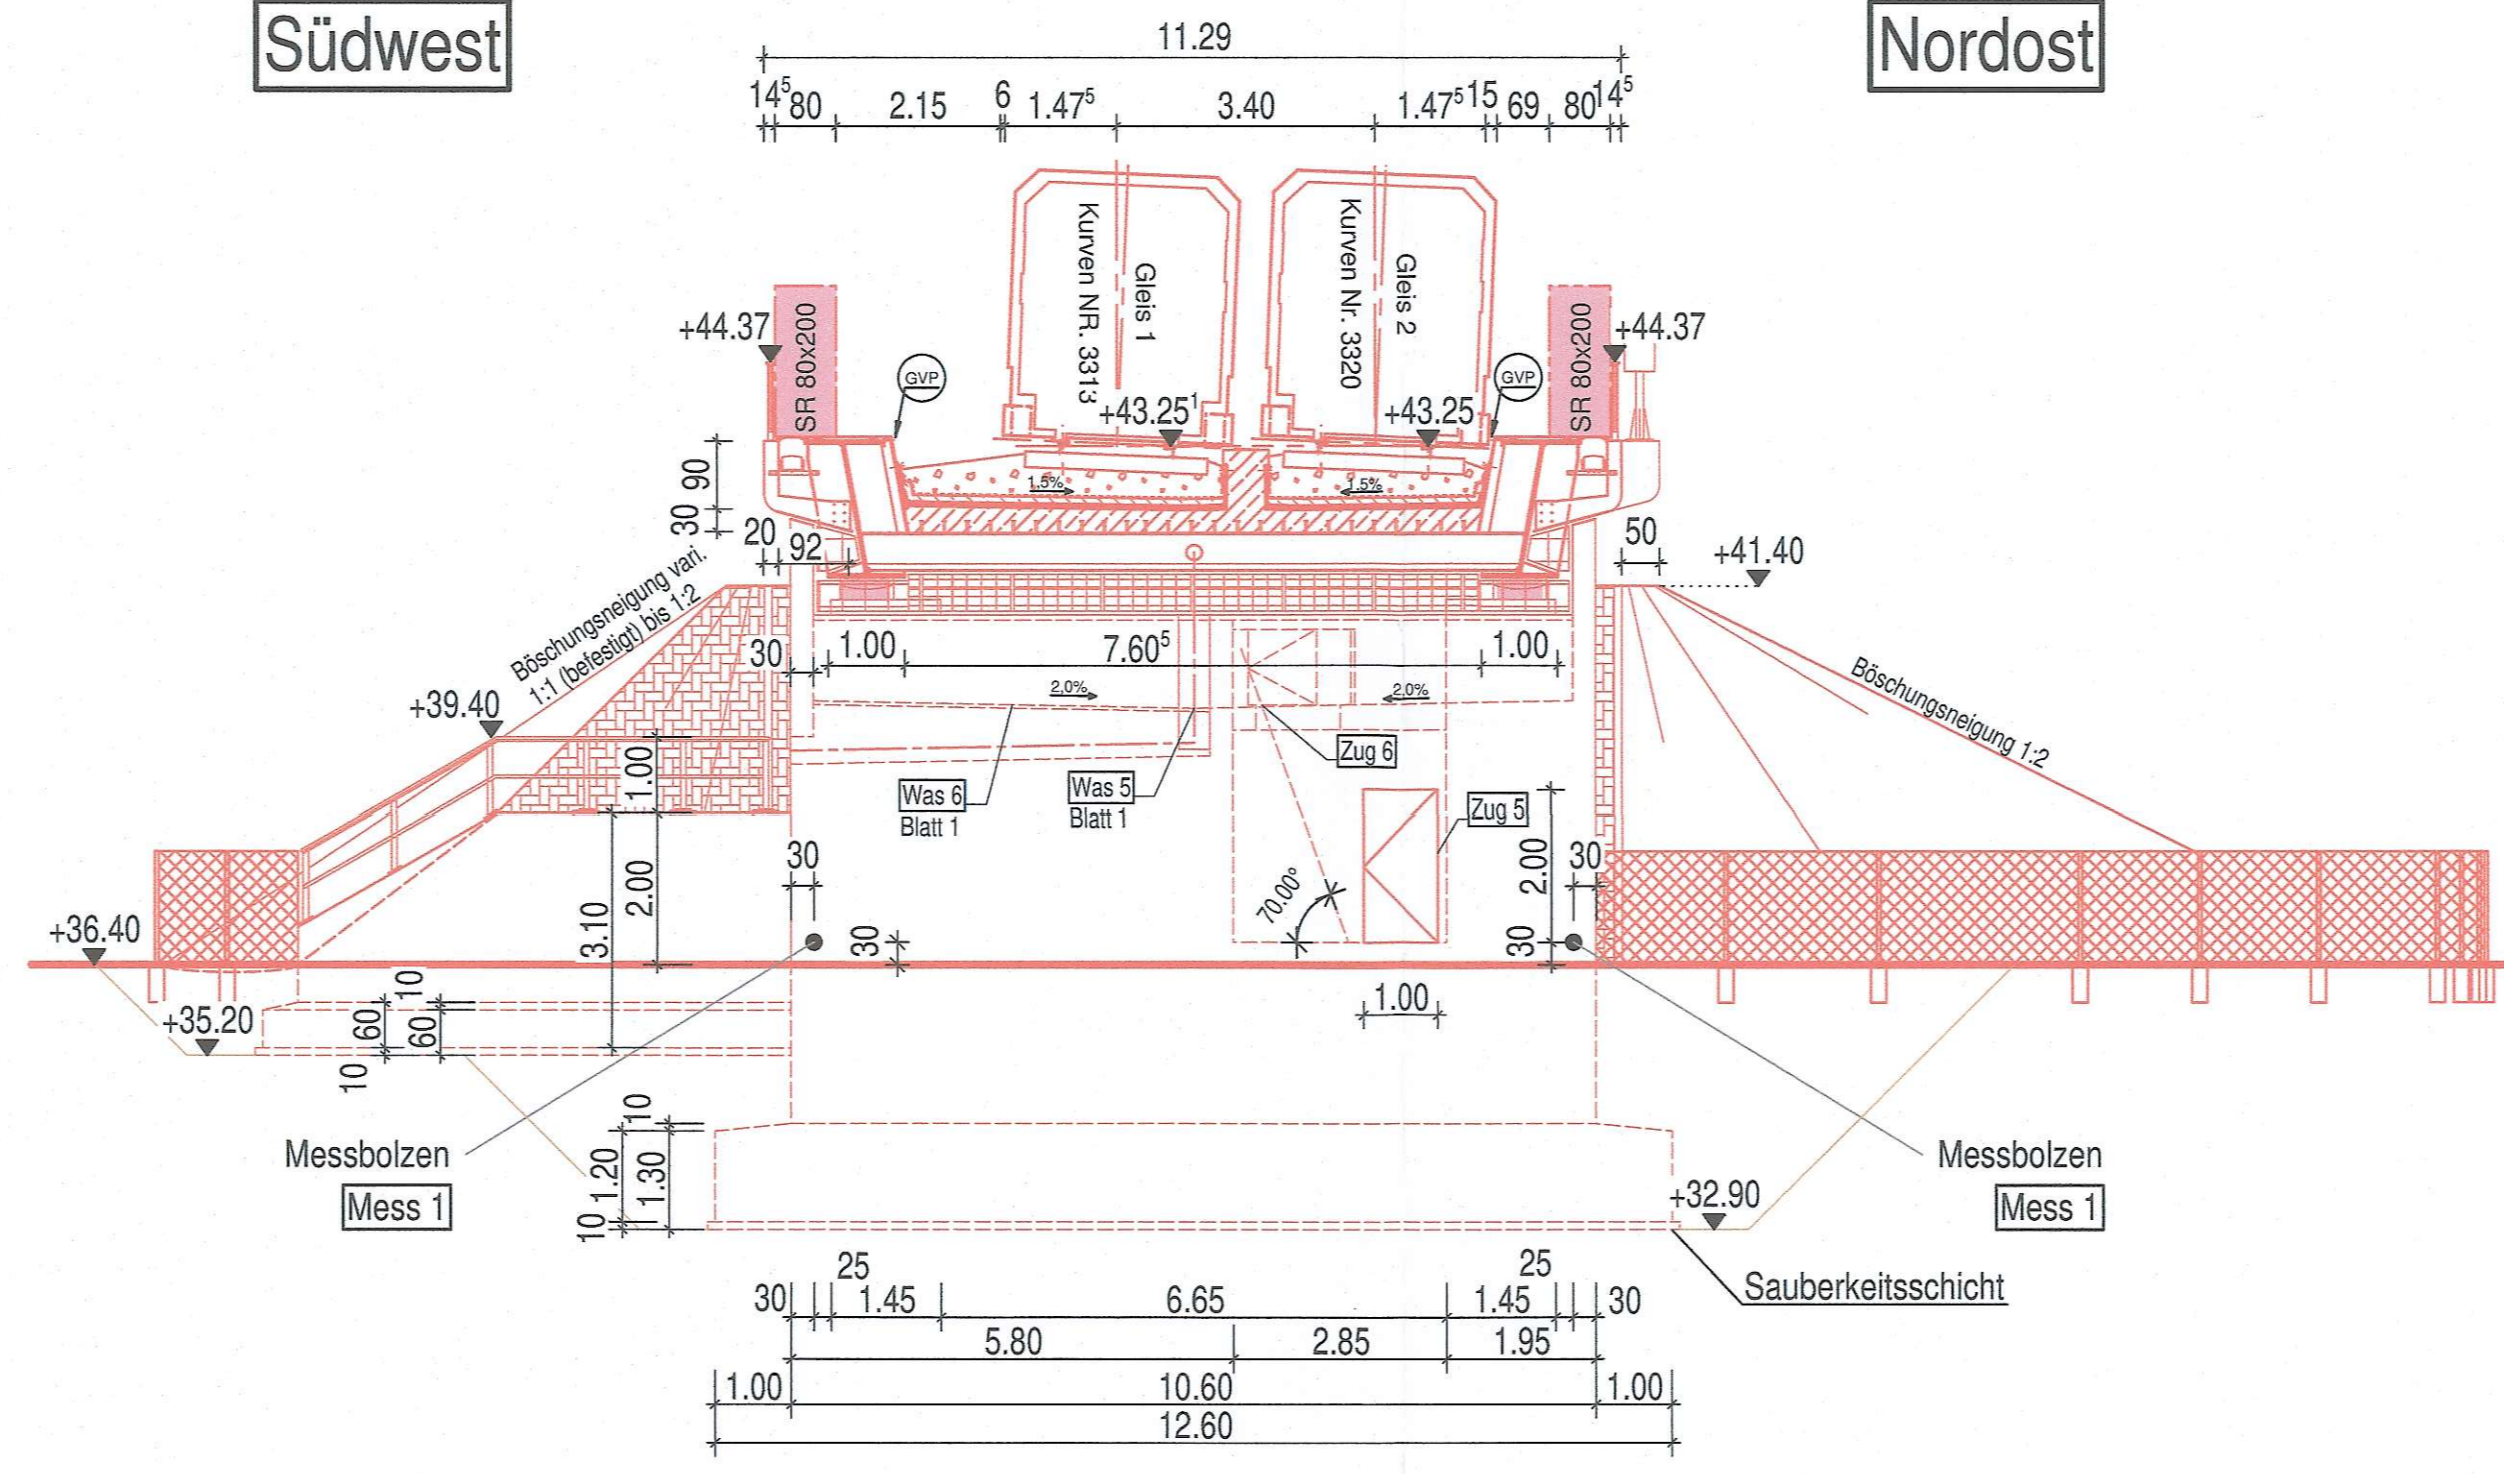 Südwest
Nordost
11.29
14⁵ 80 2.15 6 1.47⁵ 3.40 1.47⁵ 15 69 80 14⁵
Gleis 1
Kurven NR. 3313
Gleis 2
Kurven Nr. 3320
SR 80x200
SR 80x200
+44.37
+44.37
GVP
GVP
+43.25¹
+43.25
90
30
1,5%
1.5%
20 92
50
+41.40
Böschungsneigung vari.
1:1 (befestigt) bis 1:2
30
1.00 7.60⁵ 1.00
2,0%
2,0%
Böschungsneigung 1:2
+39.40
1.00
Zug 6
Was 6
Blatt 1
Was 5
Blatt 1
Zug 5
30
2.00
3.10
2.00
30
70.00°
30
30
+36.40
+35.20
10
60
60
10
1.00
Messbolzen
Mess 1
10
1.20
1.30
10
Messbolzen
Mess 1
+32.90
Sauberkeitsschicht
25 25
30 1.45 6.65 1.45 30
5.80 2.85 1.95
1.00 10.60 1.00
12.60